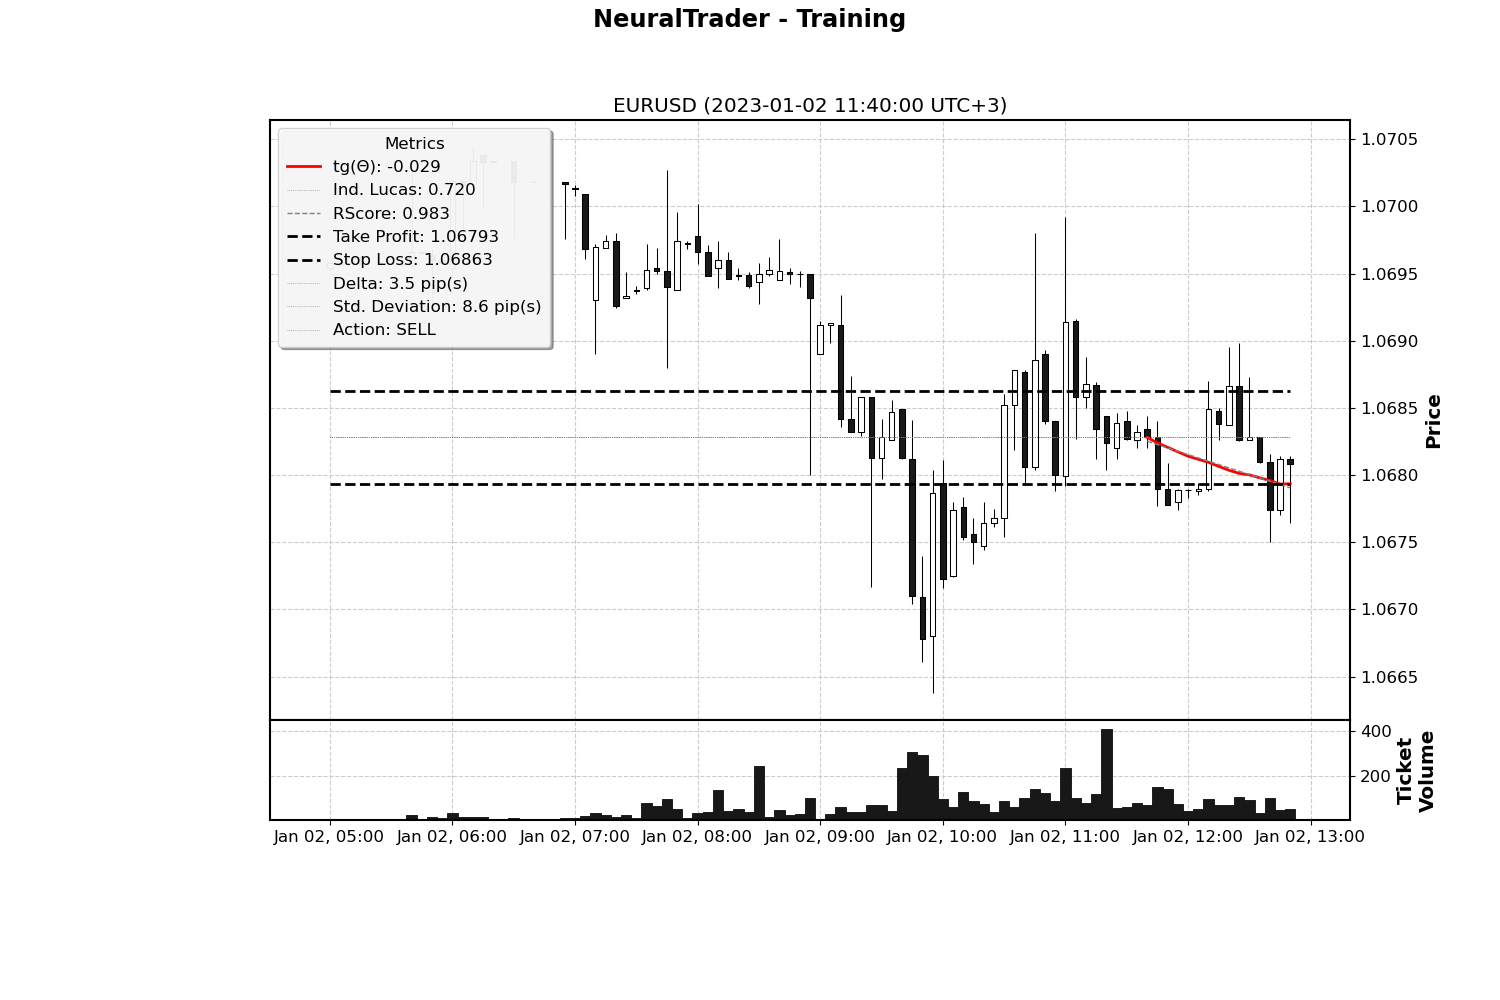 NeuralTrader - Training
EURUSD (2023-01-02 11:40:00 UTC+3)
Metrics
tg(Θ): -0.029
Ind. Lucas: 0.720
RScore: 0.983
Take Profit: 1.06793
Stop Loss: 1.06863
Delta: 3.5 pip(s)
Std. Deviation: 8.6 pip(s)
Action: SELL
1.0705
1.0700
1.0695
1.0690
1.0685
1.0680
1.0675
1.0670
1.0665
Price
400
200
Ticket
Volume
Jan 02, 05:00
Jan 02, 06:00
Jan 02, 07:00
Jan 02, 08:00
Jan 02, 09:00
Jan 02, 10:00
Jan 02, 11:00
Jan 02, 12:00
Jan 02, 13:00